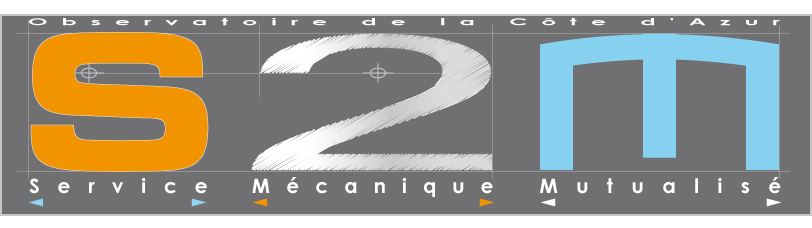 Observatoire de la Côte d'Azur
S2M
Service Mécanique Mutualisé